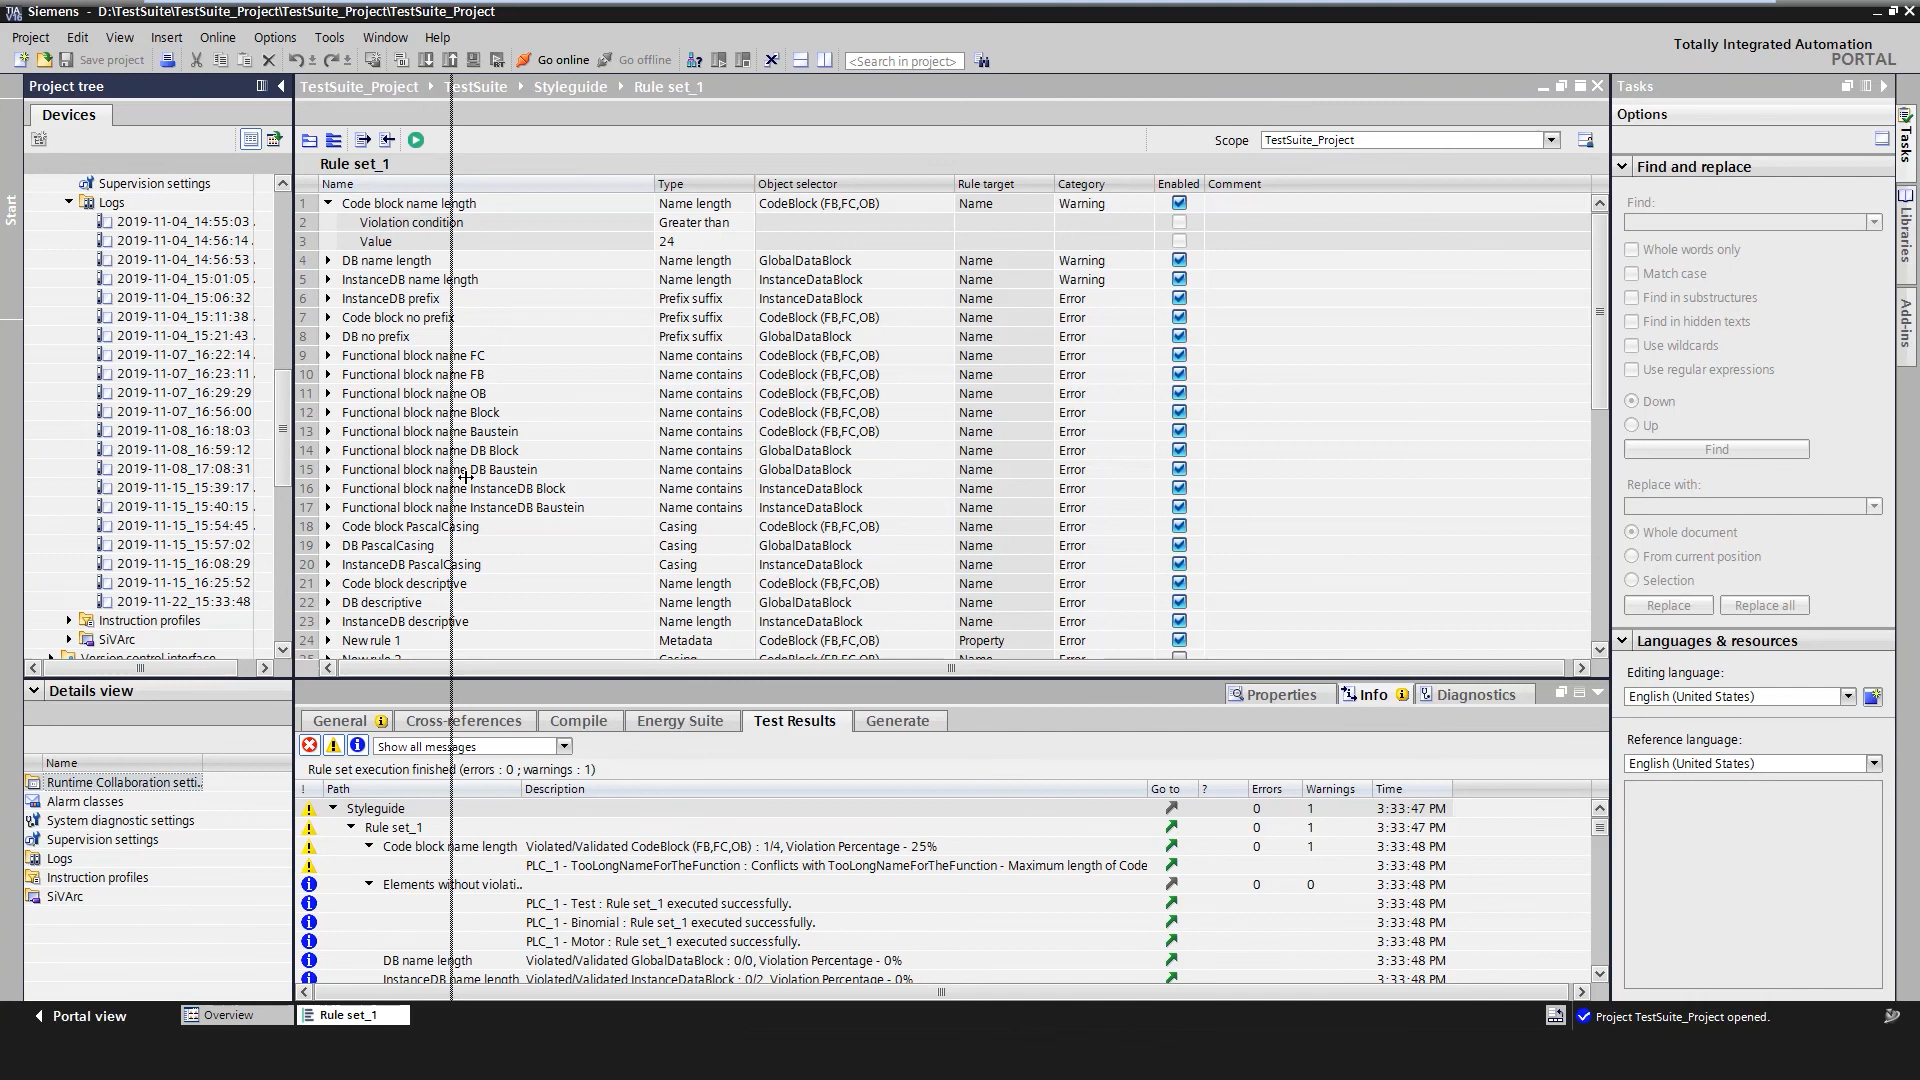 TIA V16 Siemens - D:\TestSuite\TestSuite_Project\TestSuite_Project\TestSuite_Project
Project Edit View Insert Online Options Tools Window Help
Totally Integrated Automation
PORTAL
Save project Go online Go offline <Search in project>
Project tree
Devices
Start
Supervision settings
Logs
2019-11-04_14:55:03.
2019-11-04_14:56:14.
2019-11-04_14:56:53.
2019-11-04_15:01:05.
2019-11-04_15:06:32.
2019-11-04_15:11:38.
2019-11-04_15:21:43.
2019-11-07_16:22:14.
2019-11-07_16:23:11.
2019-11-07_16:29:29
2019-11-07_16:56:00
2019-11-08_16:18:03
2019-11-08_16:59:12
2019-11-08_17:08:31
2019-11-15_15:39:17.
2019-11-15_15:40:15.
2019-11-15_15:54:45.
2019-11-15_15:57:02
2019-11-15_16:08:29
2019-11-15_16:25:52
2019-11-22_15:33:48
Instruction profiles
SiVArc
Version control interface
Details view
Name
Runtime Collaboration setti..
Alarm classes
System diagnostic settings
Supervision settings
Logs
Instruction profiles
SiVArc
TestSuite_Project TestSuite Styleguide Rule set_1
Scope TestSuite_Project
Rule set_1
Name Type Object selector Rule target Category Enabled Comment
1 Code block name length Name length CodeBlock (FB,FC,OB) Name Warning
2 Violation condition Greater than
3 Value 24
4 DB name length Name length GlobalDataBlock Name Warning
5 InstanceDB name length Name length InstanceDataBlock Name Warning
6 InstanceDB prefix Prefix suffix InstanceDataBlock Name Error
7 Code block no prefix Prefix suffix CodeBlock (FB,FC,OB) Name Error
8 DB no prefix Prefix suffix GlobalDataBlock Name Error
9 Functional block name FC Name contains CodeBlock (FB,FC,OB) Name Error
10 Functional block name FB Name contains CodeBlock (FB,FC,OB) Name Error
11 Functional block name OB Name contains CodeBlock (FB,FC,OB) Name Error
12 Functional block name Block Name contains CodeBlock (FB,FC,OB) Name Error
13 Functional block name Baustein Name contains CodeBlock (FB,FC,OB) Name Error
14 Functional block name DB Block Name contains GlobalDataBlock Name Error
15 Functional block name DB Baustein Name contains GlobalDataBlock Name Error
16 Functional block name InstanceDB Block Name contains InstanceDataBlock Name Error
17 Functional block name InstanceDB Baustein Name contains InstanceDataBlock Name Error
18 Code block PascalCasing Casing CodeBlock (FB,FC,OB) Name Error
19 DB PascalCasing Casing GlobalDataBlock Name Error
20 InstanceDB PascalCasing Casing InstanceDataBlock Name Error
21 Code block descriptive Name length CodeBlock (FB,FC,OB) Name Error
22 DB descriptive Name length GlobalDataBlock Name Error
23 InstanceDB descriptive Name length InstanceDataBlock Name Error
24 New rule 1 Metadata CodeBlock (FB,FC,OB) Property Error
Properties Info Diagnostics
General Cross-references Compile Energy Suite Test Results Generate
Show all messages
Rule set execution finished (errors : 0 ; warnings : 1)
! Path Description Go to ? Errors Warnings Time
Styleguide 0 1 3:33:47 PM
Rule set_1 0 1 3:33:47 PM
Code block name length Violated/Validated CodeBlock (FB,FC,OB) : 1/4, Violation Percentage - 25% 0 1 3:33:48 PM
PLC_1 - TooLongNameForTheFunction : Conflicts with TooLongNameForTheFunction - Maximum length of Code 3:33:48 PM
Elements without violati.. 0 0 3:33:48 PM
PLC_1 - Test : Rule set_1 executed successfully. 3:33:48 PM
PLC_1 - Binomial : Rule set_1 executed successfully. 3:33:48 PM
PLC_1 - Motor : Rule set_1 executed successfully. 3:33:48 PM
DB name length Violated/Validated GlobalDataBlock : 0/0, Violation Percentage - 0% 3:33:48 PM
InstanceDB name length Violated/Validated InstanceDataBlock : 0/2, Violation Percentage - 0% 3:33:48 PM
Tasks
Options
Find and replace
Find:
Whole words only
Match case
Find in substructures
Find in hidden texts
Use wildcards
Use regular expressions
Down
Up
Find
Replace with:
Whole document
From current position
Selection
Replace Replace all
Languages & resources
Editing language:
English (United States)
Reference language:
English (United States)
Tasks
Libraries
Add-ins
Portal view Overview Rule set_1 Project TestSuite_Project opened.